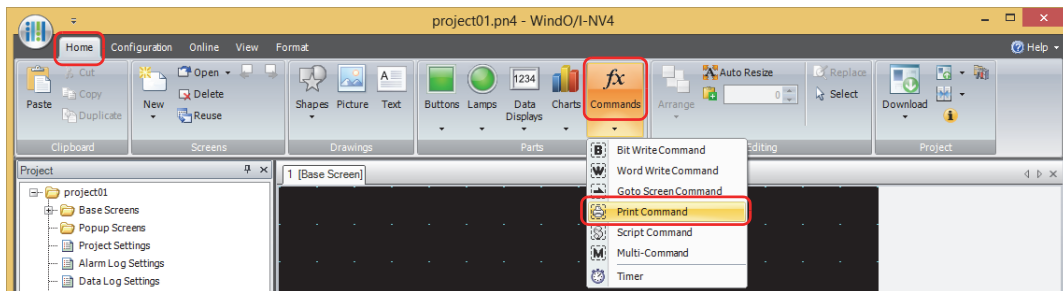 project01.pn4 - WindO/I-NV4
Home Configuration Online View Format Help
Paste
Cut
Copy
Duplicate
Clipboard
New
Open
Delete
Reuse
Screens
Shapes Picture Text
Drawings
Buttons Lamps Data Displays Charts Commands
1234
fx
A
Parts
Arrange
Auto Resize
0
Replace
Select
Editing
Download
Project
Project
project01
Base Screens
Popup Screens
Project Settings
Alarm Log Settings
Data Log Settings
1 [Base Screen]
B Bit Write Command
W Word Write Command
Goto Screen Command
Print Command
S Script Command
M Multi-Command
Timer